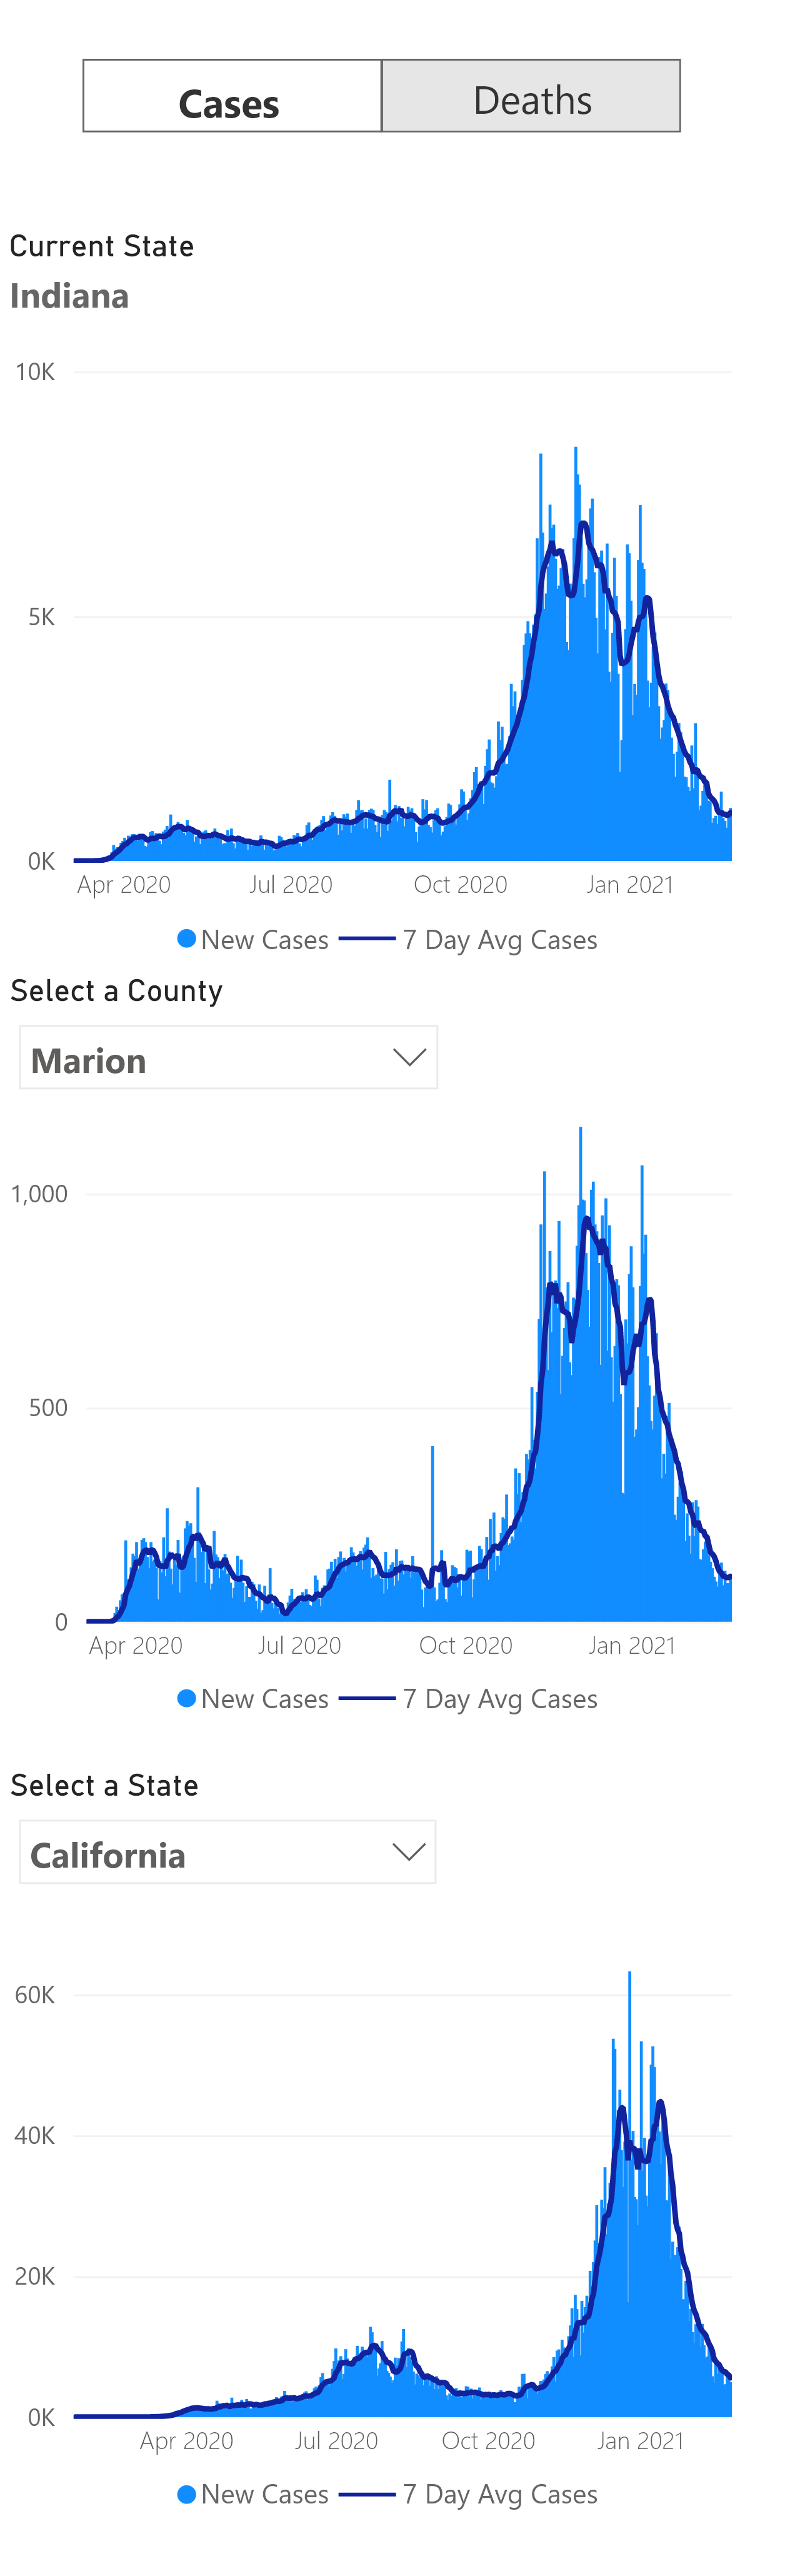 Cases Deaths
Current State
Indiana
10K
5K
0K
Apr 2020 Jul 2020 Oct 2020 Jan 2021
New Cases 7 Day Avg Cases
Select a County
Marion
1,000
500
0
Apr 2020 Jul 2020 Oct 2020 Jan 2021
New Cases 7 Day Avg Cases
Select a State
California
60K
40K
20K
0K
Apr 2020 Jul 2020 Oct 2020 Jan 2021
New Cases 7 Day Avg Cases